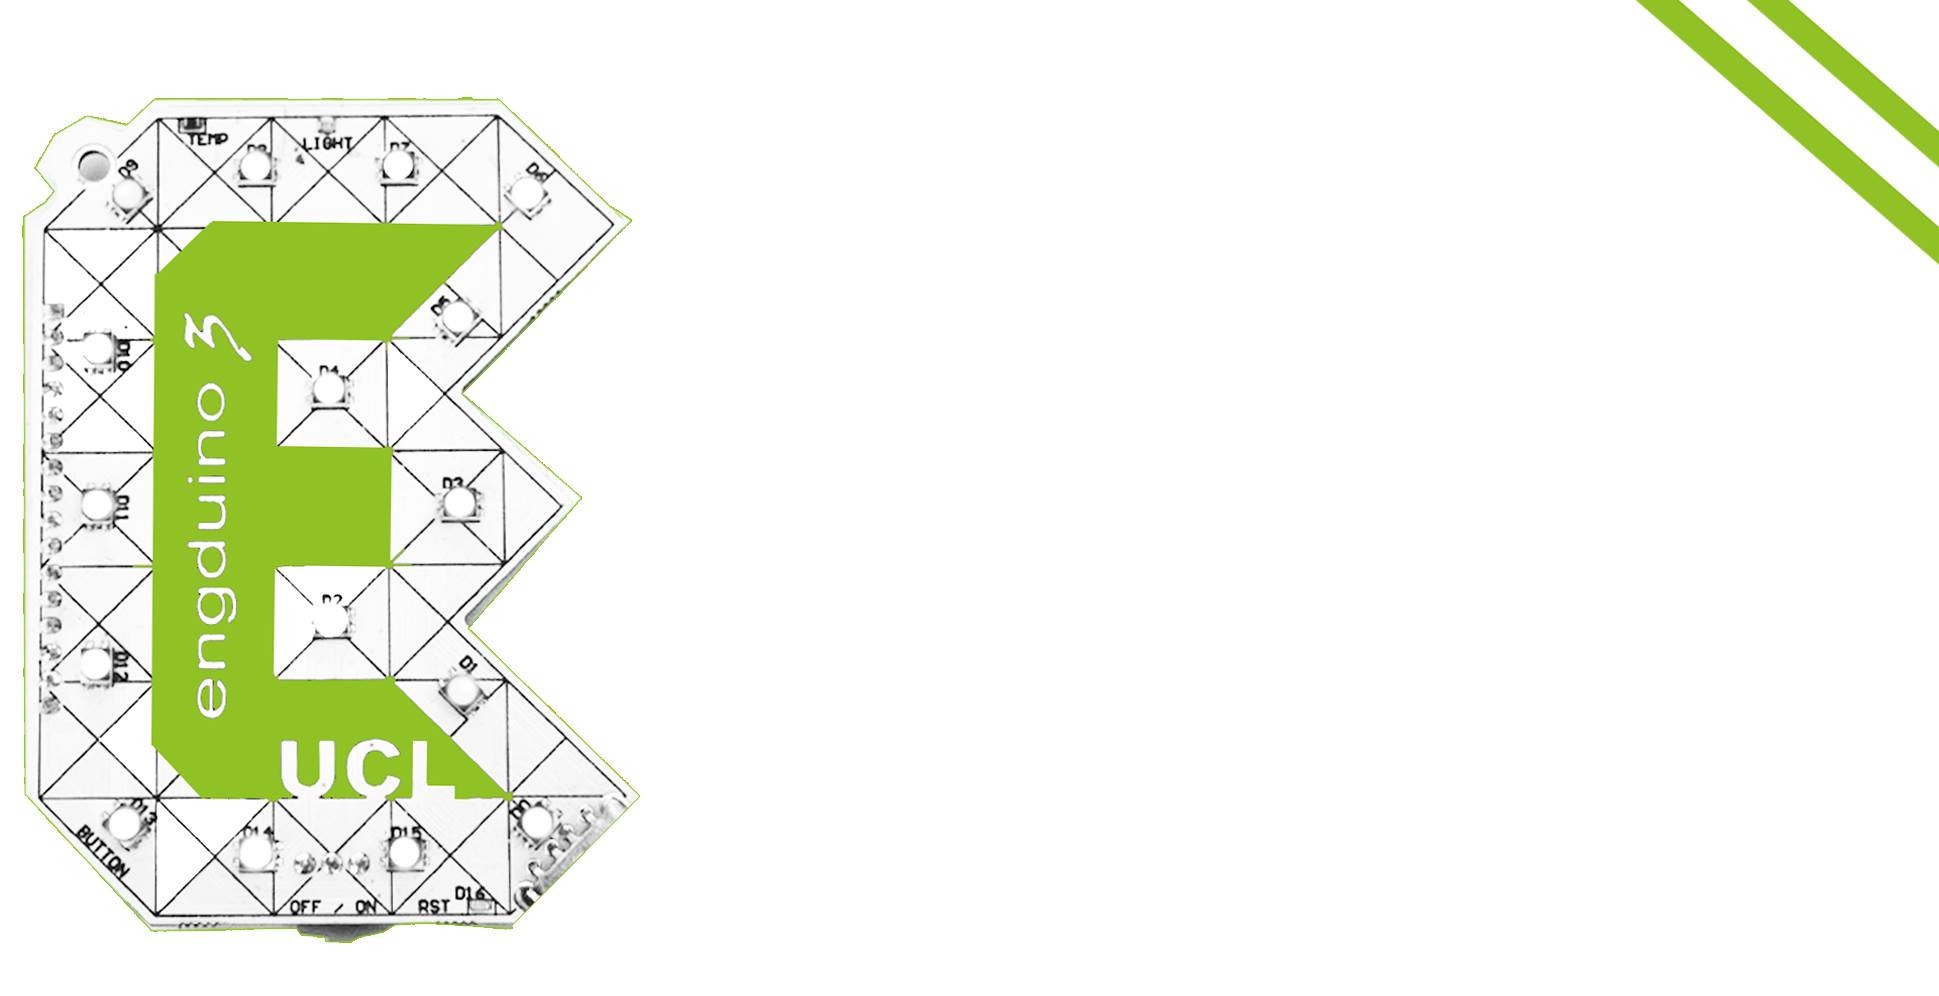 TEMP
LIGHT
D8
D7
D9
D6
D5
engduino 3
D10
D4
D11
D3
D2
D12
D1
UCL
D13
D14
D15
D0
BUTTON
OFF / ON
RST
D16